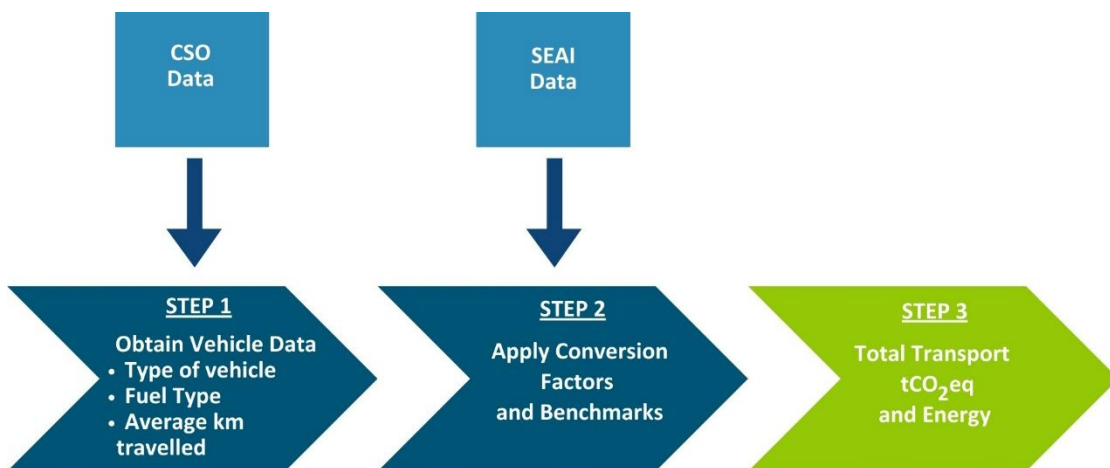 CSO
Data
SEAI
Data
STEP 1
Obtain Vehicle Data
• Type of vehicle
• Fuel Type
• Average km
travelled
STEP 2
Apply Conversion
Factors
and Benchmarks
STEP 3
Total Transport
tCO₂eq
and Energy